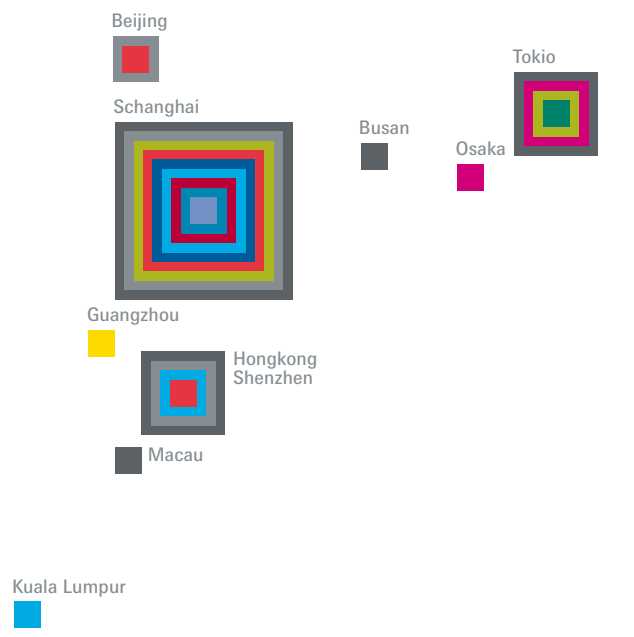 Beijing
Tokio
Schanghai
Busan
Osaka
Guangzhou
Hongkong
Shenzhen
Macau
Kuala Lumpur